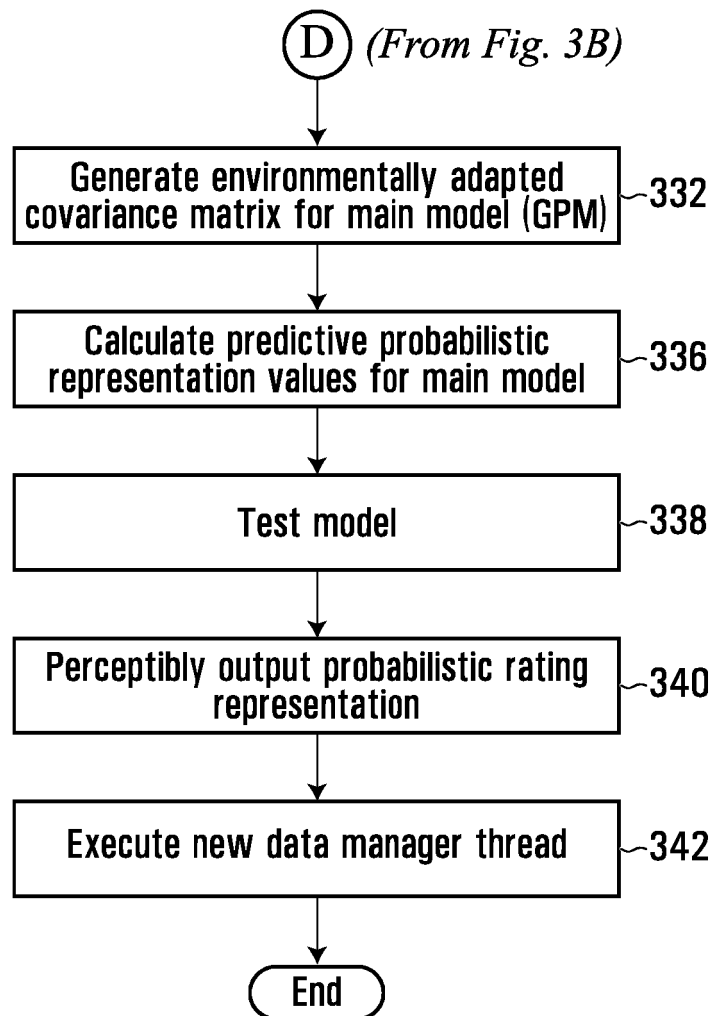 D (From Fig. 3B)
Generate environmentally adapted
covariance matrix for main model (GPM)
332
Calculate predictive probabilistic
representation values for main model
336
Test model
338
Perceptibly output probabilistic rating
representation
340
Execute new data manager thread
342
End